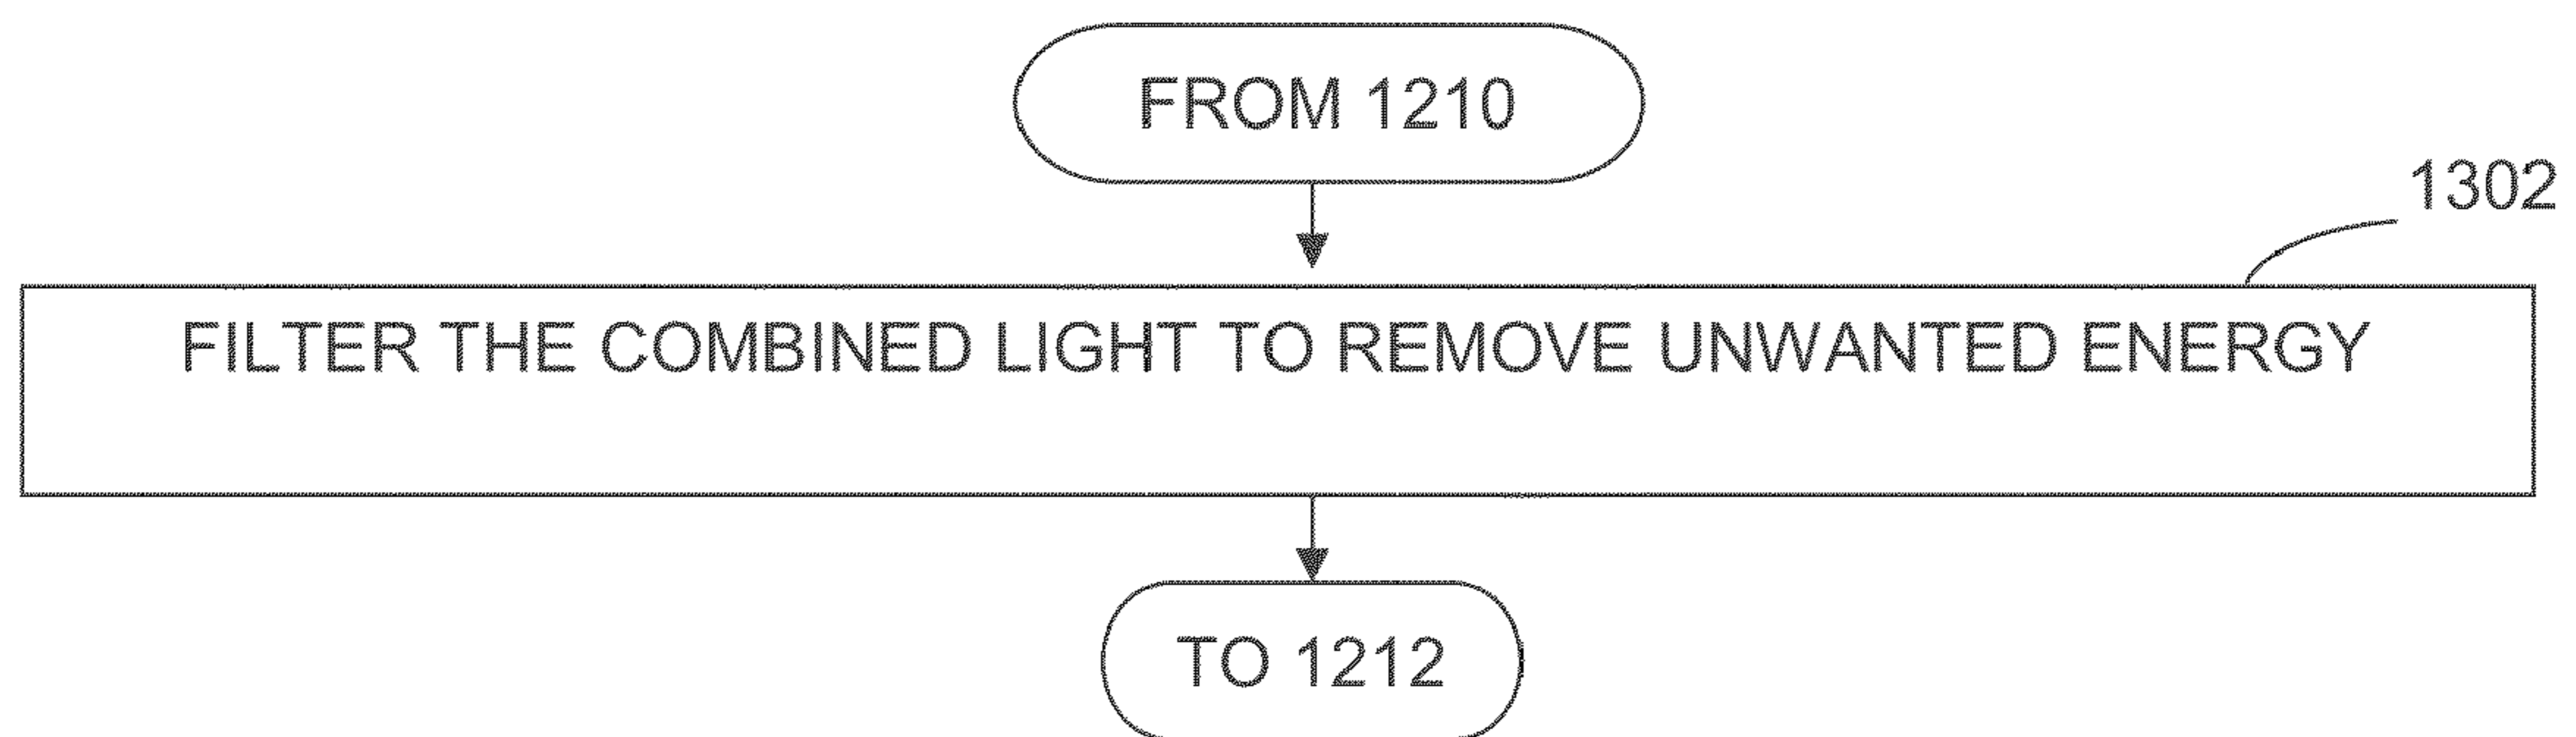 FROM 1210
1302
FILTER THE COMBINED LIGHT TO REMOVE UNWANTED ENERGY
TO 1212